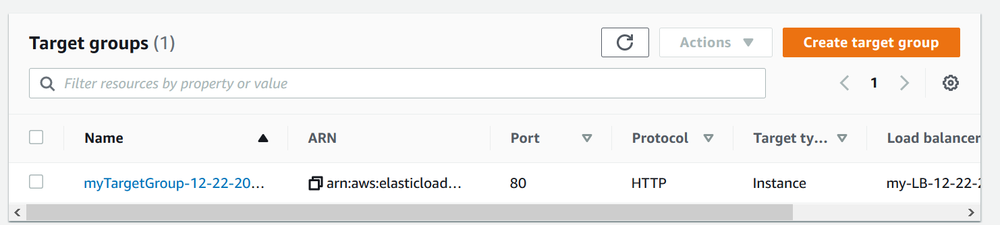 Target groups (1)
Actions
Create target group
Filter resources by property or value
1
Name ARN Port Protocol Target ty... Load balancer
myTargetGroup-12-22-20... arn:aws:elasticload... 80 HTTP Instance my-LB-12-22-2